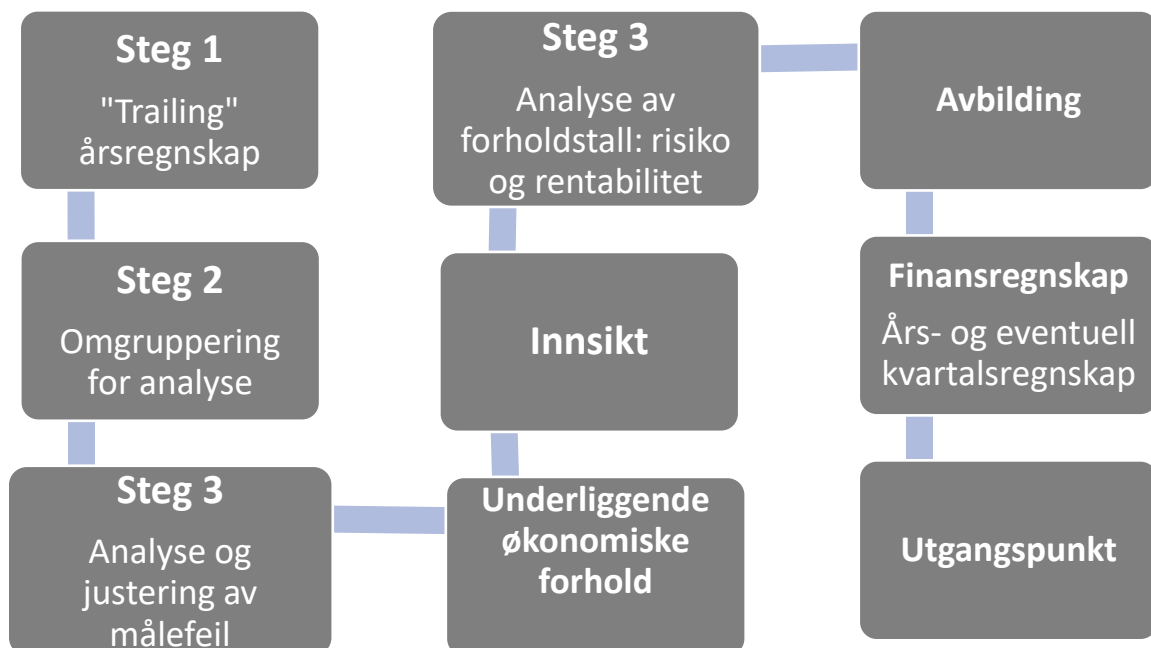 Steg 1
"Trailing"
årsregnskap
Steg 2
Omgruppering
for analyse
Steg 3
Analyse og
justering av
målefeil
Underliggende
økonomiske
forhold
Innsikt
Steg 3
Analyse av
forholdstall: risiko
og rentabilitet
Avbilding
Finansregnskap
Års- og eventuell
kvartalsregnskap
Utgangspunkt